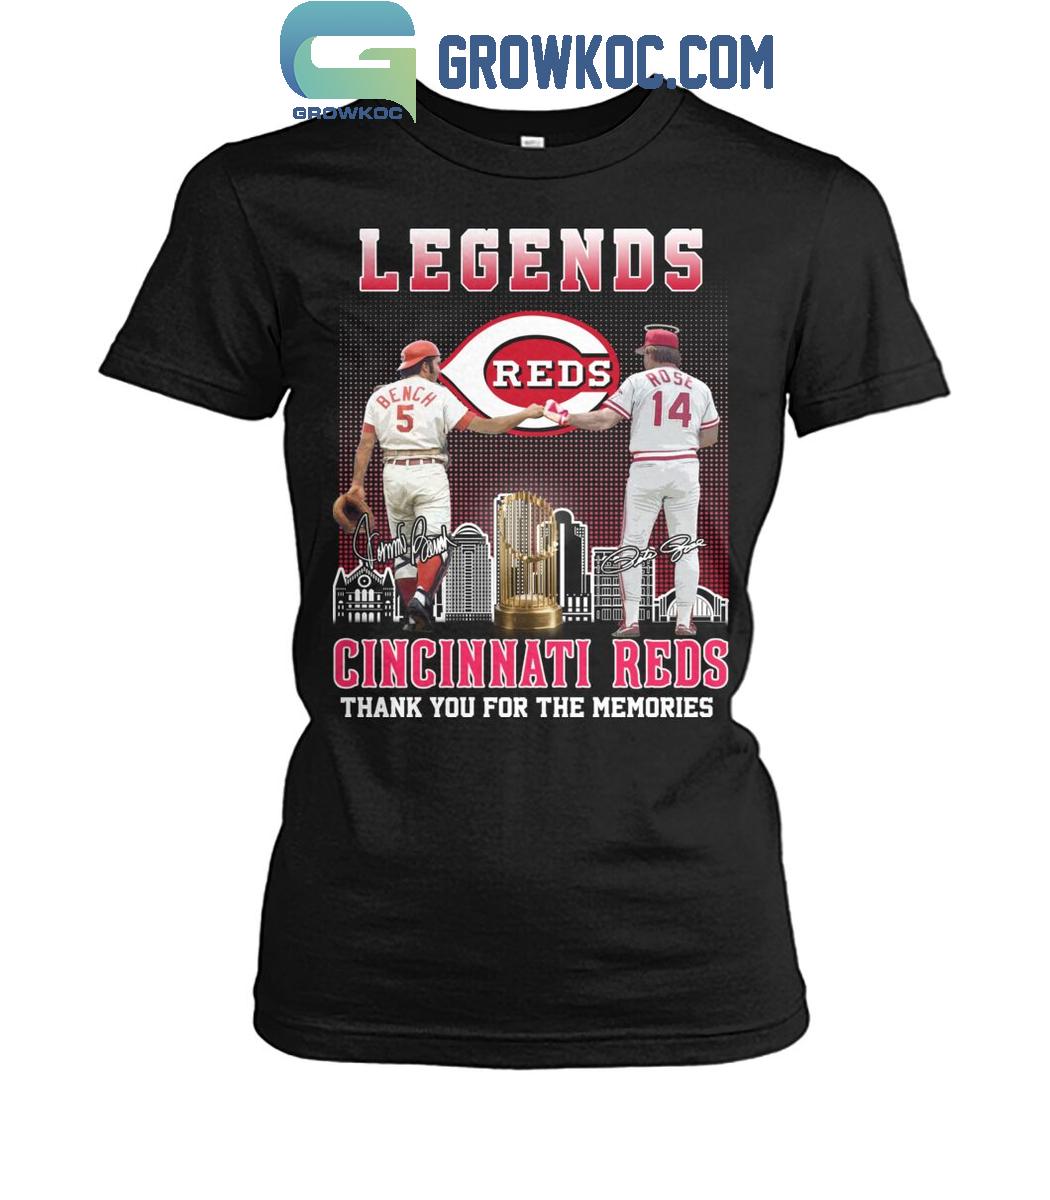 GROWKOC
GROWKOC.COM
LEGENDS
REDS
BENCH
5
ROSE
14
CINCINNATI REDS
THANK YOU FOR THE MEMORIES